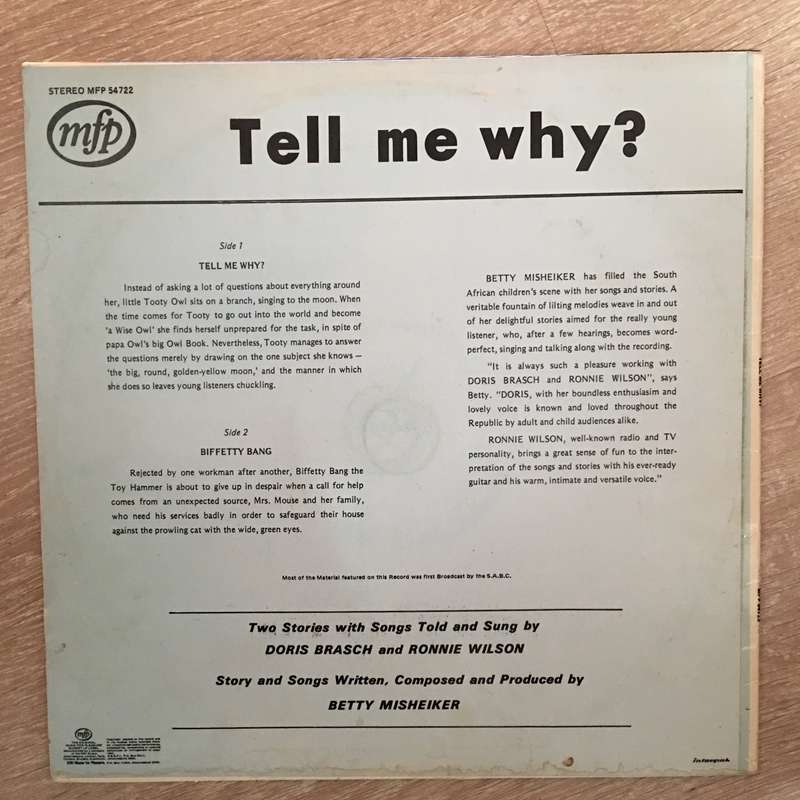 STEREO MFP 54722
mfp
Tell me why?
Side 1
TELL ME WHY?
Instead of asking a lot of questions about everything around
her, little Tooty Owl sits on a branch, singing to the moon. When
the time comes for Tooty to go out into the world and become
'a Wise Owl' she finds herself unprepared for the task, in spite of
papa Owl's big Owl Book. Nevertheless, Tooty manages to answer
the questions merely by drawing on the one subject she knows —
'the big, round, golden-yellow moon,' and the manner in which
she does so leaves young listeners chuckling.
Side 2
BIFFETTY BANG
Rejected by one workman after another, Biffetty Bang the
Toy Hammer is about to give up in despair when a call for help
comes from an unexpected source, Mrs. Mouse and her family,
who need his services badly in order to safeguard their house
against the prowling cat with the wide, green eyes.
BETTY MISHEIKER has filled the South
African children's scene with her songs and stories. A
veritable fountain of lilting melodies weave in and out
of her delightful stories aimed for the really young
listener, who, after a few hearings, becomes word-
perfect, singing and talking along with the recording.
"It is always such a pleasure working with
DORIS BRASCH and RONNIE WILSON", says
Betty. "DORIS, with her boundless enthusiasim and
lovely voice is known and loved throughout the
Republic by adult and child audiences alike.
RONNIE WILSON, well-known radio and TV
personality, brings a great sense of fun to the inter-
pretation of the songs and stories with his ever-ready
guitar and his warm, intimate and versatile voice."
Most of the Material featured on this Record was first Broadcast by the S.A.B.C.
Two Stories with Songs Told and Sung by
DORIS BRASCH and RONNIE WILSON
Story and Songs Written, Composed and Produced by
BETTY MISHEIKER
mfp